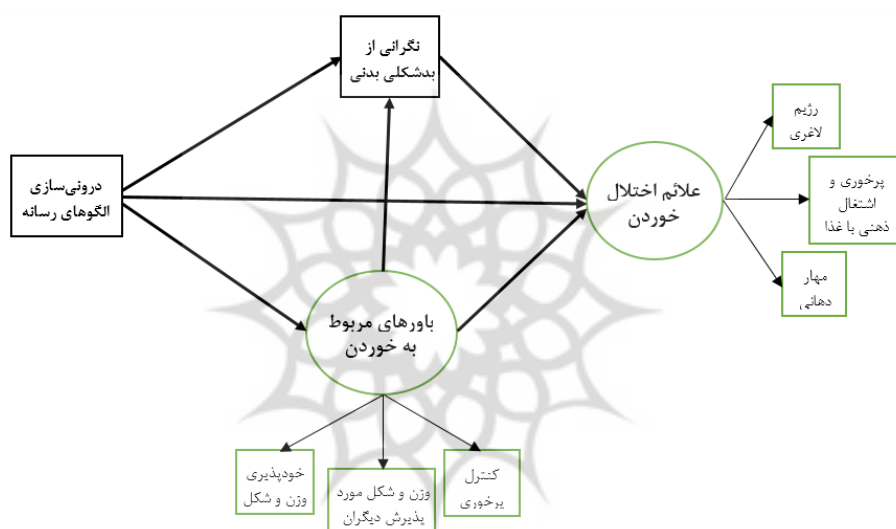 نگرانی از
بدشکلی بدنی
رژیم
لاغری
درونی‌سازی
الگوهای رسانه
علائم اختلال
خوردن
پرخوری و
اشتغال
ذهنی با غذا
مهار
دهانی
باورهای مربوط
به خوردن
خودپذیری
وزن و شکل
وزن و شکل مورد
پذیرش دیگران
کنترل
پرخوری